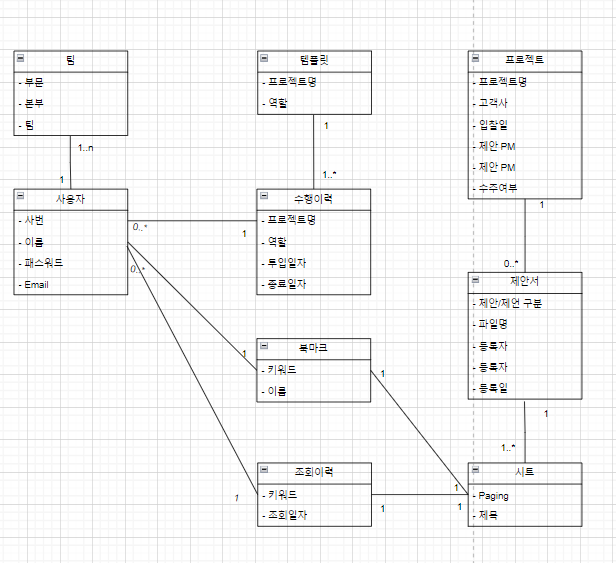 팀
- 부문
- 본부
- 팀
1..n
1
사용자
- 사번
- 이름
- 패스워드
- Email
0..*
0..*
템플릿
- 프로젝트명
- 역할
1
1..*
수행이력
- 프로젝트명
- 역할
- 투입일자
- 종료일자
1
북마크
- 키워드
- 이름
1
1
조회이력
- 키워드
- 조회일자
1
1
프로젝트
- 프로젝트명
- 고객사
- 입찰일
- 제안 PM
- 제안 PM
- 수주여부
1
0..*
제안서
- 제안/제언 구분
- 파일명
- 등록자
- 등록자
- 등록일
1
1..*
시트
- Paging
- 제목
1
1